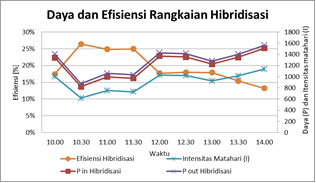 Daya dan Efisiensi Rangkaian Hibridisasi
30%
25%
20%
15%
10%
5%
0%
Efisiensi [%]
1800
1600
1400
1200
1000
800
600
400
200
0
Daya (P) dan Intensitas matahari (I)
10.00 10.30 11.00 11.30 12.00 12.30 13.00 13.30 14.00
Waktu
Efisiensi Hibridisasi Intensitas Matahari (I)
P in Hibridisasi P out Hibridisasi